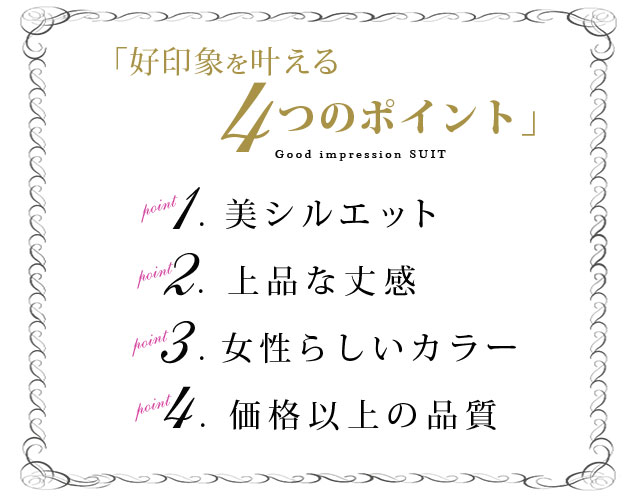 「好印象を叶える
4つのポイント」
Good impression SUIT
point 1. 美シルエット
point 2. 上品な丈感
point 3. 女性らしいカラー
point 4. 価格以上の品質